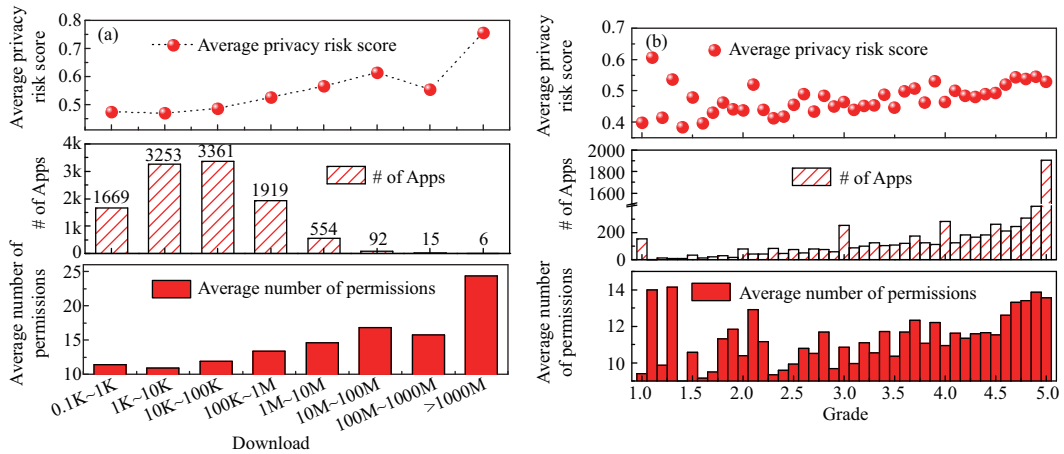 (a)
Average privacy risk score
Average privacy
risk score
0.8
0.7
0.6
0.5
# of Apps
# of Apps
4k
3k
2k
1k
0
1669
3253
3361
1919
554
92
15
6
Average number of permissions
Average number of
permissions
25
20
15
10
0.1K~1K
1K~10K
10K~100K
100K~1M
1M~10M
10M~100M
100M~1000M
>1000M
Download
(b)
Average privacy risk score
Average privacy
risk score
0.7
0.6
0.5
0.4
# of Apps
# of Apps
2000
1800
1600
200
0
Average number of permissions
Average number
of permissions
14
12
10
1.0
1.5
2.0
2.5
3.0
3.5
4.0
4.5
5.0
Grade